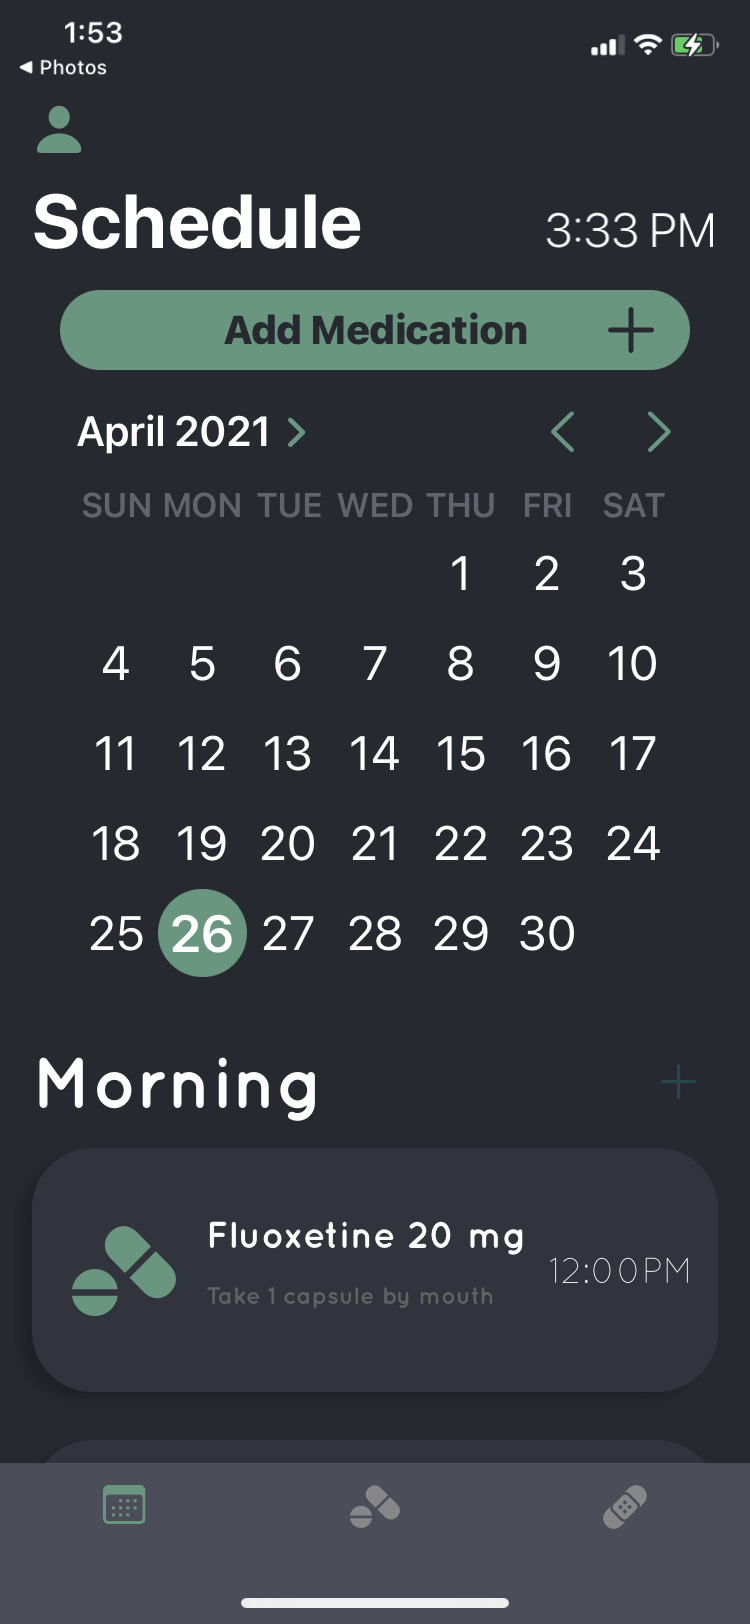 1:53
◀ Photos
Schedule
3:33 PM
Add Medication
April 2021
SUN MON TUE WED THU FRI SAT
1 2 3
4 5 6 7 8 9 10
11 12 13 14 15 16 17
18 19 20 21 22 23 24
25 26 27 28 29 30
Morning
Fluoxetine 20 mg
12:00PM
Take 1 capsule by mouth